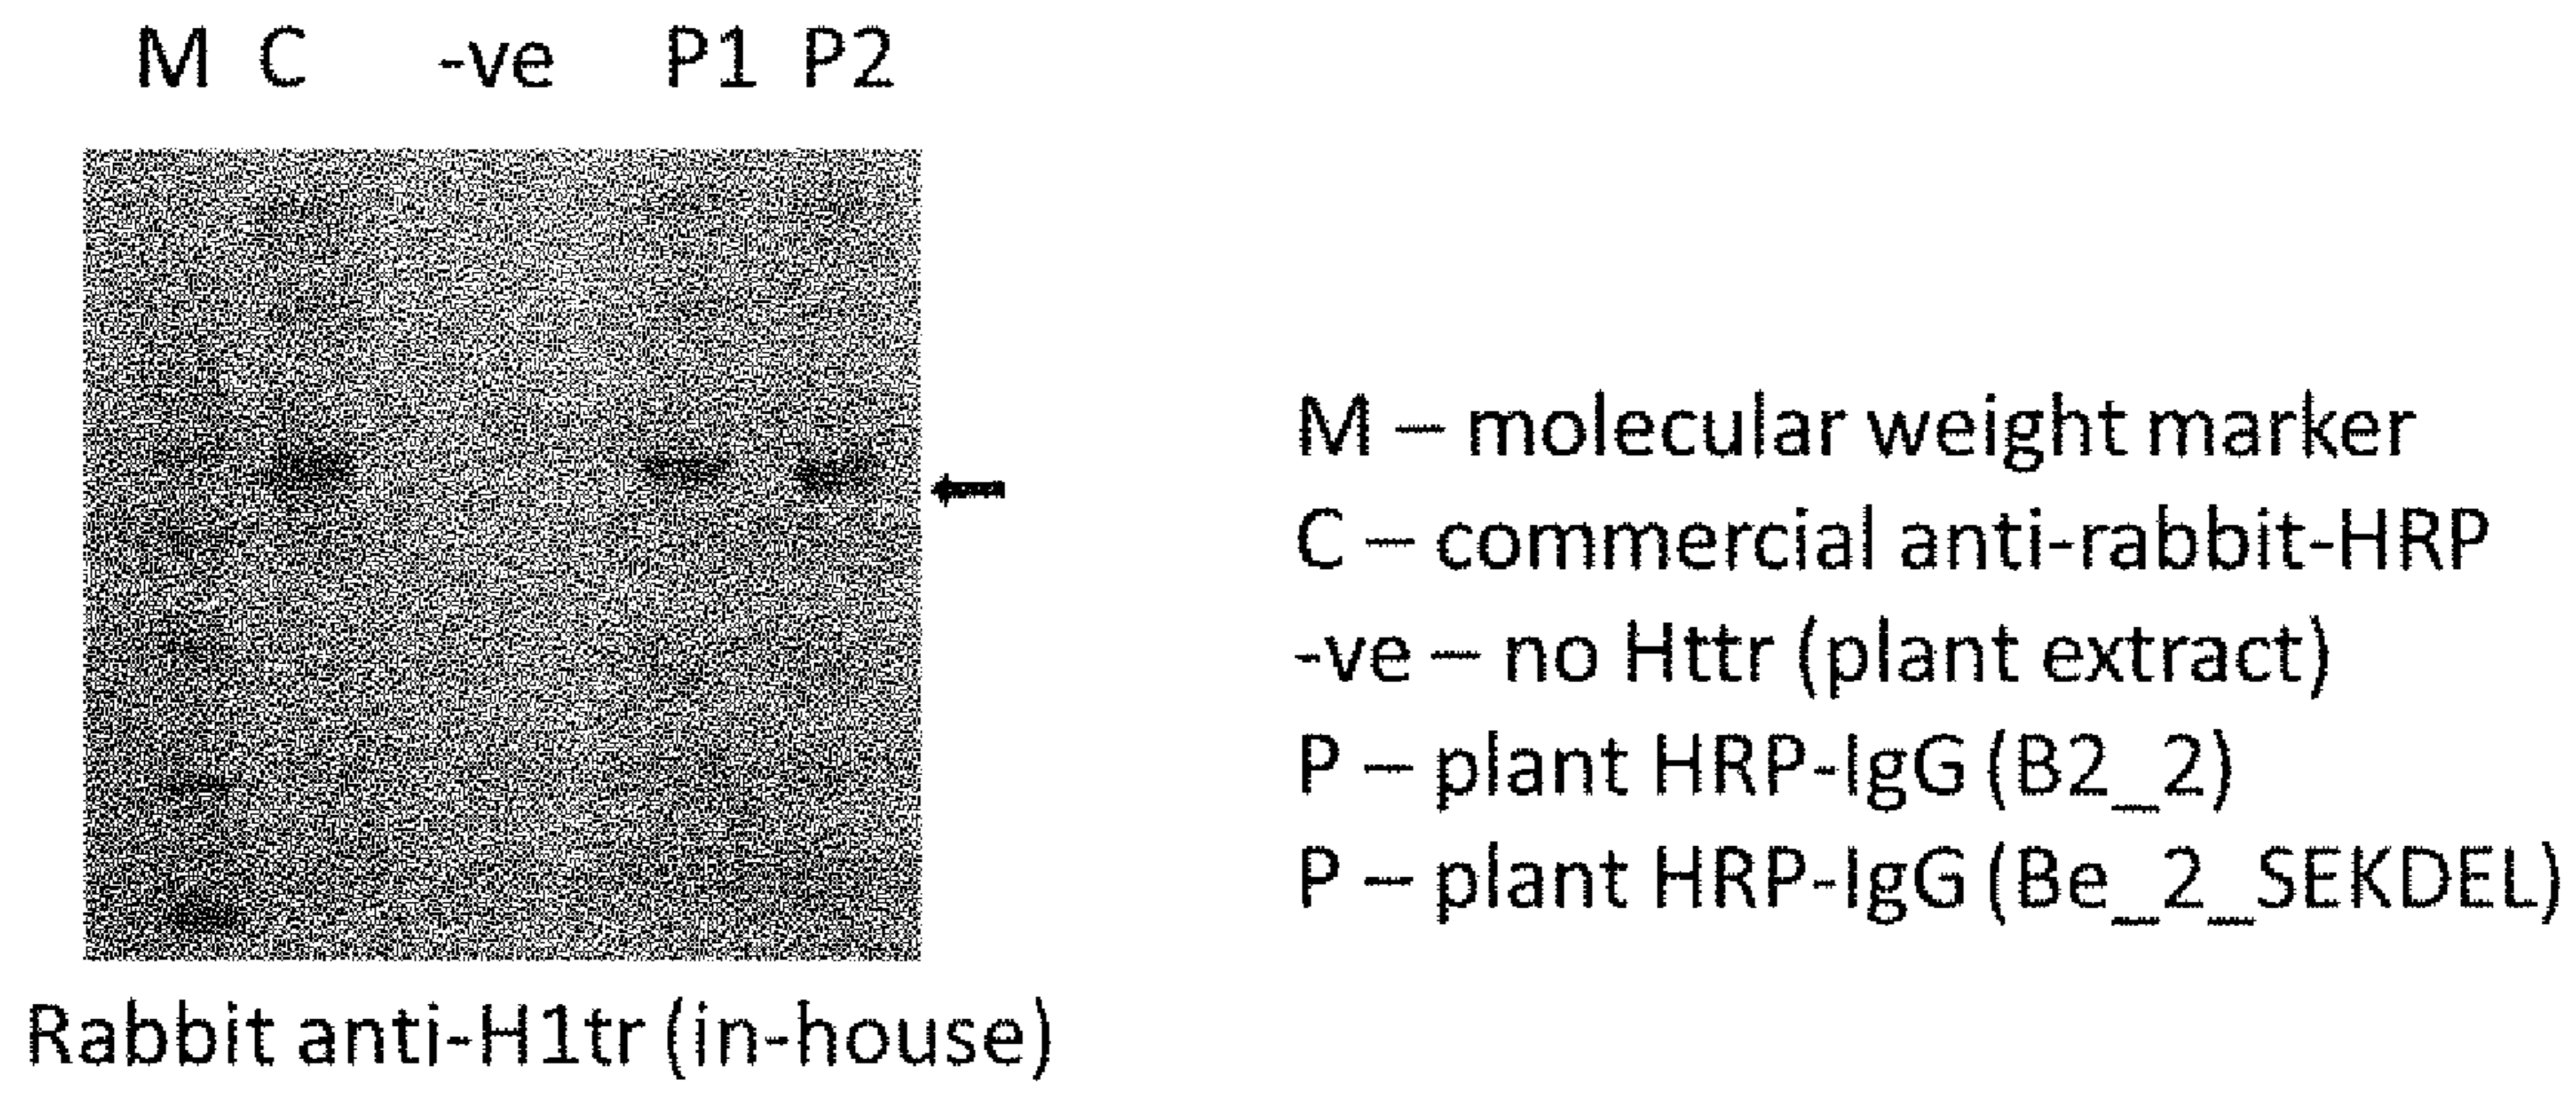 M C -ve P1 P2
M – molecular weight marker
C – commercial anti-rabbit-HRP
-ve – no Httr (plant extract)
P – plant HRP-IgG (B2_2)
P – plant HRP-IgG (Be_2_SEKDEL)
Rabbit anti-H1tr (in-house)